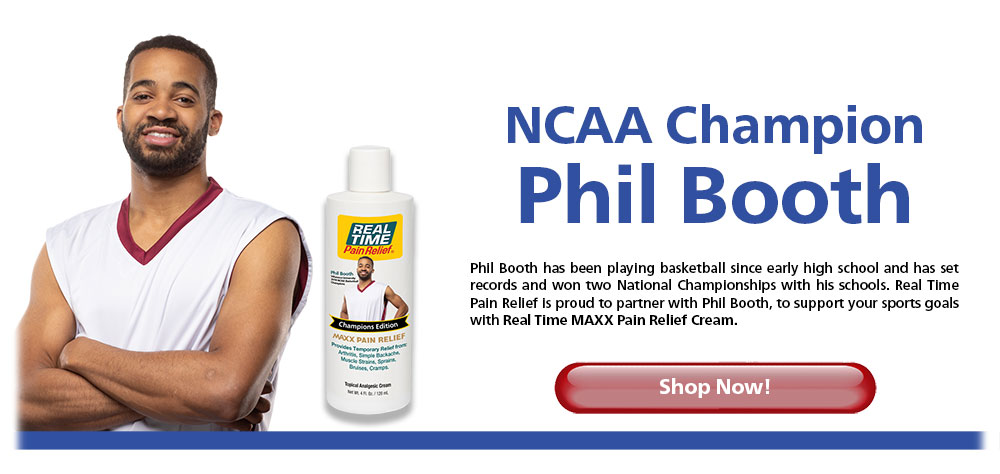 NCAA Champion
Phil Booth
Phil Booth has been playing basketball since early high school and has set
records and won two National Championships with his schools. Real Time
Pain Relief is proud to partner with Phil Booth, to support your sports goals
with Real Time MAXX Pain Relief Cream.
Shop Now!
REAL
TIME
Pain Relief®
Phil Booth
Champions Edition
MAXX PAIN RELIEF
Provides Temporary Relief from:
Arthritis, Simple Backache,
Muscle Strains, Sprains,
Bruises, Cramps.
Topical Analgesic Cream
Net Wt. 4 Fl. Oz. / 120 mL